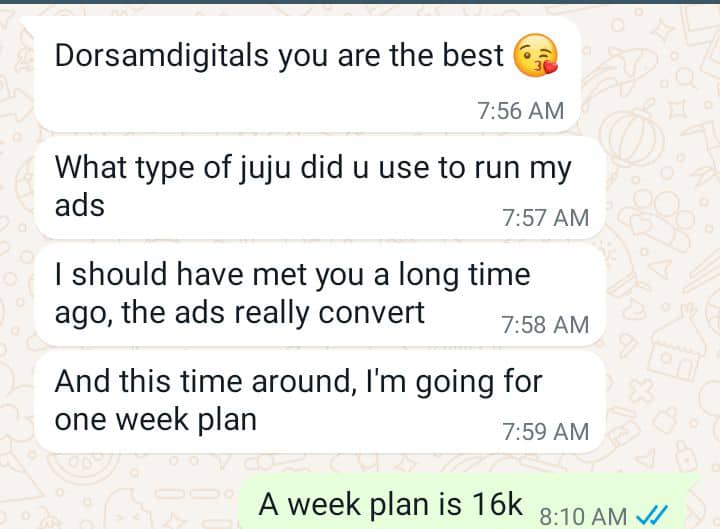 Dorsamdigitals you are the best 😘
7:56 AM
What type of juju did u use to run my
ads
7:57 AM
I should have met you a long time
ago, the ads really convert
7:58 AM
And this time around, I'm going for
one week plan
7:59 AM
A week plan is 16k
8:10 AM